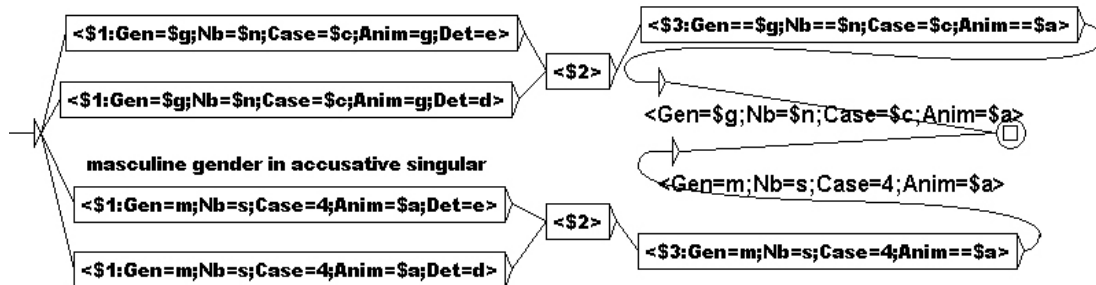 <$1:Gen=$g;Nb=$n;Case=$c;Anim=g;Det=e>
<$1:Gen=$g;Nb=$n;Case=$c;Anim=g;Det=d>
<$2>
<$3:Gen==$g;Nb==$n;Case=$c;Anim==$a>
<Gen=$g;Nb=$n;Case=$c;Anim=$a>
masculine gender in accusative singular
<$1:Gen=m;Nb=s;Case=4;Anim=$a;Det=e>
<$1:Gen=m;Nb=s;Case=4;Anim=$a;Det=d>
<$2>
<$3:Gen=m;Nb=s;Case=4;Anim==$a>
<Gen=m;Nb=s;Case=4;Anim=$a>